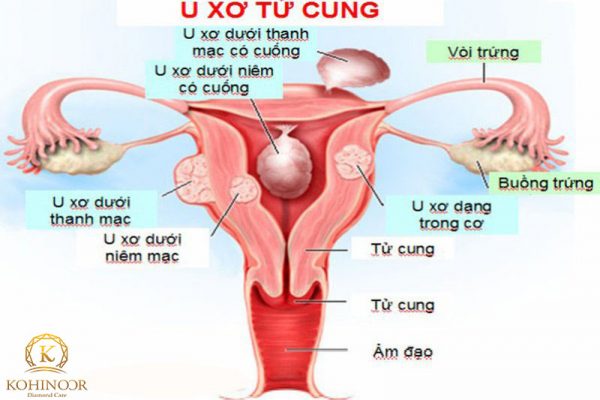 U XƠ TỬ CUNG
U xơ dưới thanh
mạc có cuống
U xơ dưới niêm
có cuống
Vòi trứng
Buồng trứng
U xơ dưới
thanh mạc
U xơ dưới
niêm mạc
U xơ dạng
trong cơ
Tử cung
Tử cung
Âm đạo
K
KOHINOOR
Diamond Care